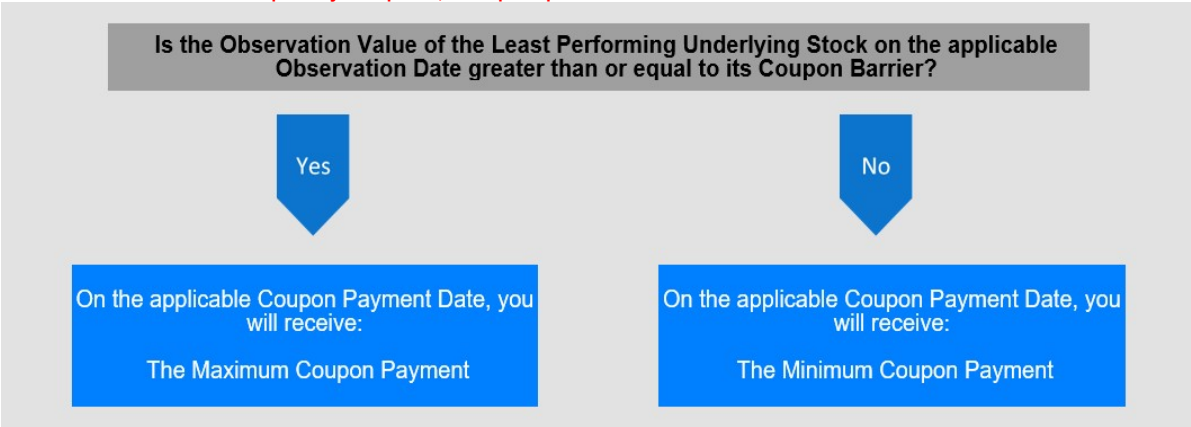 Is the Observation Value of the Least Performing Underlying Stock on the applicable
Observation Date greater than or equal to its Coupon Barrier?
Yes
No
On the applicable Coupon Payment Date, you
will receive:
The Maximum Coupon Payment
On the applicable Coupon Payment Date, you
will receive:
The Minimum Coupon Payment